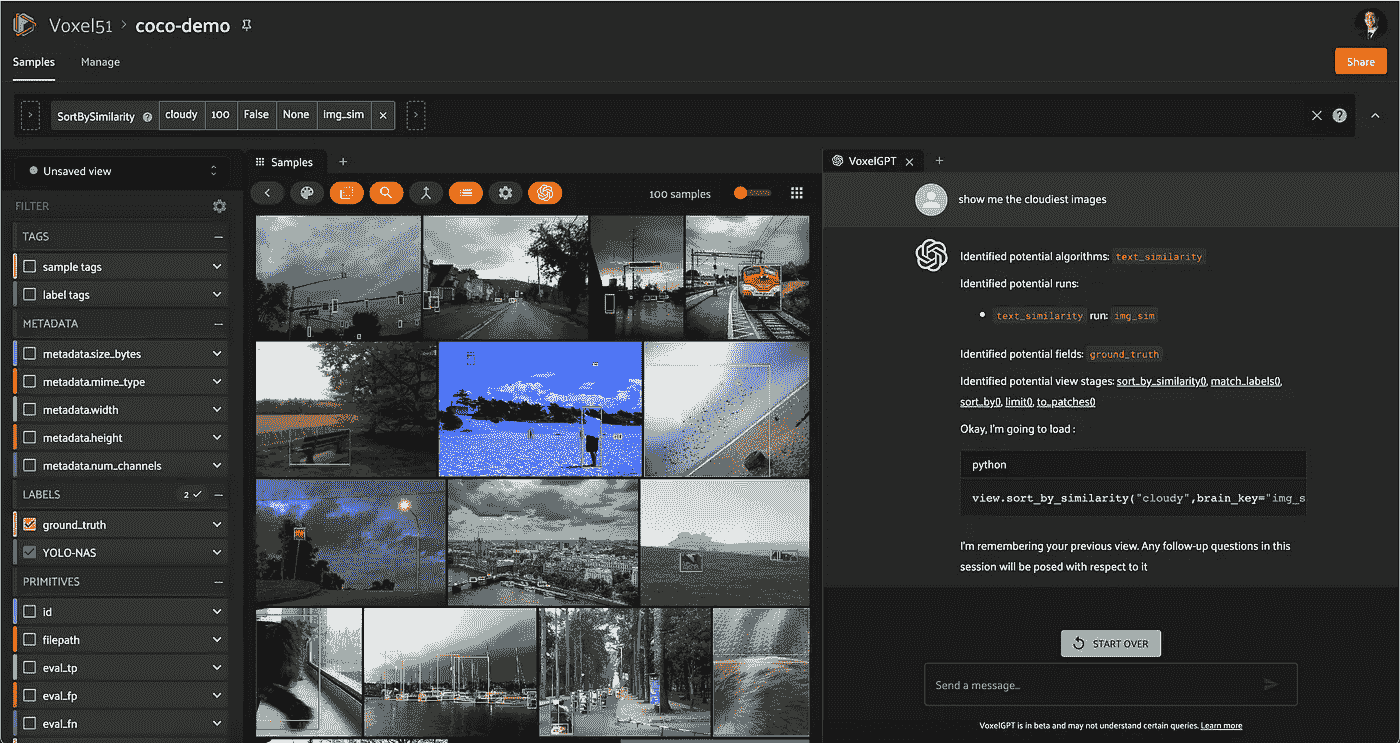 Voxel51 > coco-demo
Samples Manage
Share
SortBySimilarity cloudy 100 False None Img_sim
Unsaved view
FILTER
TAGS
sample tags
label tags
METADATA
metadata.size_bytes
metadata.mime_type
metadata.width
metadata.height
metadata.num_channels
LABELS 2
ground_truth
YOLO-NAS
PRIMITIVES
id
filepath
eval_tp
eval_fp
eval_fn
Samples
100 samples
VoxelGPT
show me the cloudiest images
Identified potential algorithms: text_similarity
Identified potential runs:
• text_similarity run: img_sim
Identified potential fields: ground_truth
Identified potential view stages: sort_by_similarity(), match_labels(),
sort_by(), limit(), to_patches()
Okay, I'm going to load :
python
view.sort_by_similarity("cloudy",brain_key="img_s
I'm remembering your previous view. Any follow-up questions in this
session will be posed with respect to it
START OVER
Send a message...
VoxelGPT is in beta and may not understand certain queries. Learn more